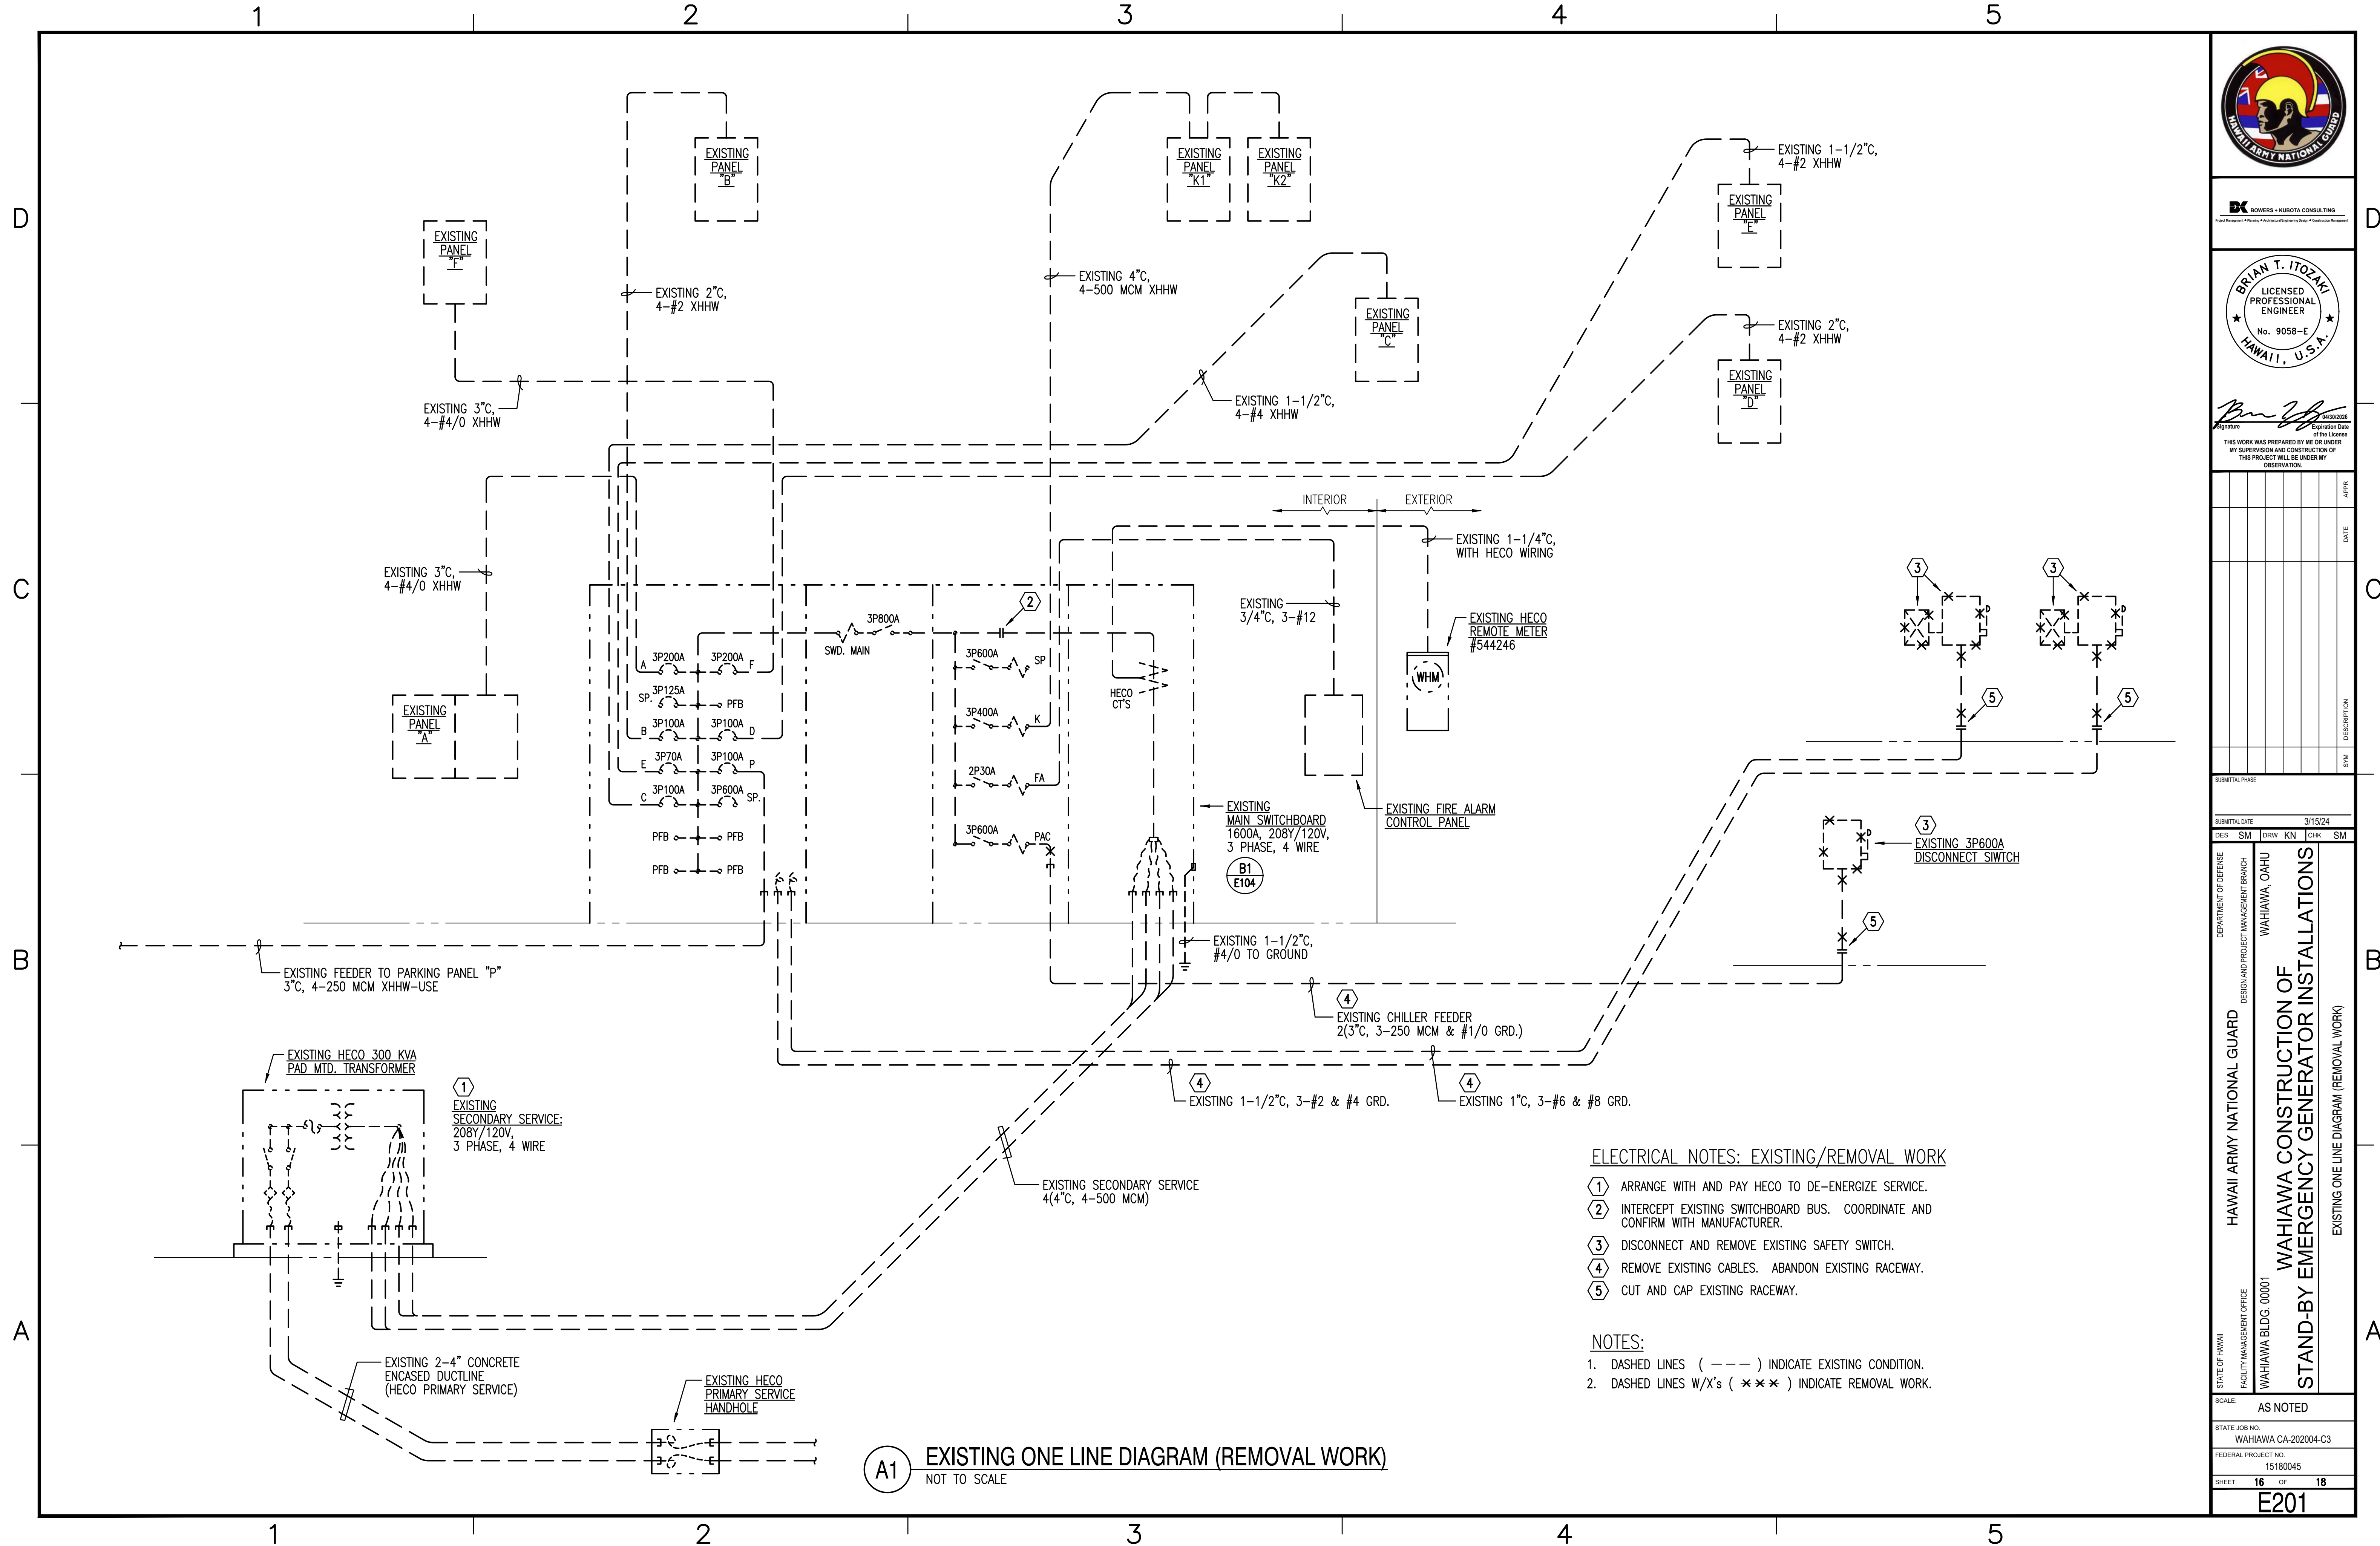 1
2
3
4
5
D
C
B
A
EXISTING
PANEL
"B"
EXISTING
PANEL
"K1"
EXISTING
PANEL
"K2"
EXISTING 1-1/2"C,
4-#2 XHHW
EXISTING
PANEL
"E"
EXISTING
PANEL
"F"
EXISTING 2"C,
4-#2 XHHW
EXISTING 4"C,
4-500 MCM XHHW
EXISTING
PANEL
"C"
EXISTING 2"C,
4-#2 XHHW
EXISTING
PANEL
"D"
EXISTING 3"C,
4-#4/0 XHHW
EXISTING 1-1/2"C,
4-#4 XHHW
INTERIOR
EXTERIOR
EXISTING 1-1/4"C,
WITH HECO WIRING
EXISTING 3"C,
4-#4/0 XHHW
EXISTING
3/4"C, 3-#12
EXISTING HECO
REMOTE METER
#544246
WHM
3
3
5
5
2
3P800A
SWD. MAIN
A 3P200A 3P200A F
SP. 3P125A PFB
B 3P100A 3P100A D
E 3P70A 3P100A P
C 3P100A 3P600A SP.
PFB PFB
PFB PFB
3P600A SP
3P400A K
2P30A FA
3P600A PAC
HECO
CT'S
EXISTING
PANEL
"A"
EXISTING
MAIN SWITCHBOARD
1600A, 208Y/120V,
3 PHASE, 4 WIRE
B1
E104
EXISTING FIRE ALARM
CONTROL PANEL
3
EXISTING 3P600A
DISCONNECT SIWTCH
5
EXISTING 1-1/2"C,
#4/0 TO GROUND
EXISTING FEEDER TO PARKING PANEL "P"
3"C, 4-250 MCM XHHW-USE
4
EXISTING CHILLER FEEDER
2(3"C, 3-250 MCM & #1/0 GRD.)
EXISTING HECO 300 KVA
PAD MTD. TRANSFORMER
1
EXISTING
SECONDARY SERVICE:
208Y/120V,
3 PHASE, 4 WIRE
4
EXISTING 1-1/2"C, 3-#2 & #4 GRD.
4
EXISTING 1"C, 3-#6 & #8 GRD.
EXISTING SECONDARY SERVICE
4(4"C, 4-500 MCM)
EXISTING 2-4" CONCRETE
ENCASED DUCTLINE
(HECO PRIMARY SERVICE)
EXISTING HECO
PRIMARY SERVICE
HANDHOLE
ELECTRICAL NOTES: EXISTING/REMOVAL WORK
1 ARRANGE WITH AND PAY HECO TO DE-ENERGIZE SERVICE.
2 INTERCEPT EXISTING SWITCHBOARD BUS. COORDINATE AND
CONFIRM WITH MANUFACTURER.
3 DISCONNECT AND REMOVE EXISTING SAFETY SWITCH.
4 REMOVE EXISTING CABLES. ABANDON EXISTING RACEWAY.
5 CUT AND CAP EXISTING RACEWAY.
NOTES:
1. DASHED LINES ( --- ) INDICATE EXISTING CONDITION.
2. DASHED LINES W/X's ( ××× ) INDICATE REMOVAL WORK.
A1
EXISTING ONE LINE DIAGRAM (REMOVAL WORK)
NOT TO SCALE
HAWAII ARMY NATIONAL GUARD
BK BOWERS + KUBOTA CONSULTING
Project Management • Planning • Architectural/Engineering Design • Construction Management
BRIAN T. ITOZAKI
LICENSED
PROFESSIONAL
ENGINEER
No. 9058-E
HAWAII, U.S.A.
04/30/2026
Signature
Expiration Date
of the License
THIS WORK WAS PREPARED BY ME OR UNDER
MY SUPERVISION AND CONSTRUCTION OF
THIS PROJECT WILL BE UNDER MY
OBSERVATION.
APPR
DATE
DESCRIPTION
SYM
SUBMITTAL PHASE
SUBMITTAL DATE 3/15/24
DES SM DRW KN CHK SM
STATE OF HAWAII
DEPARTMENT OF DEFENSE
HAWAII ARMY NATIONAL GUARD
FACILITY MANAGEMENT OFFICE
DESIGN AND PROJECT MANAGEMENT BRANCH
WAHIAWA BLDG. 00001
WAHIAWA, OAHU
WAHIAWA CONSTRUCTION OF
STAND-BY EMERGENCY GENERATOR INSTALLATIONS
EXISTING ONE LINE DIAGRAM (REMOVAL WORK)
SCALE:
AS NOTED
STATE JOB NO.
WAHIAWA CA-202004-C3
FEDERAL PROJECT NO.
15180045
SHEET 16 OF 18
E201
D
C
B
A
1
2
3
4
5